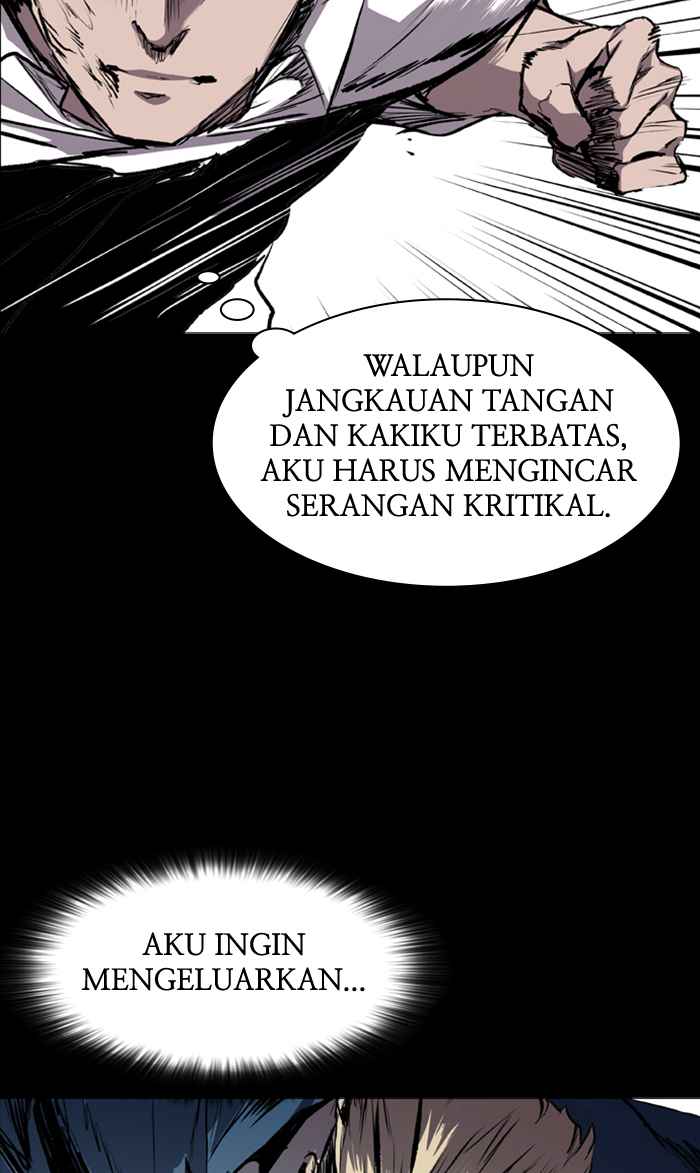 WALAUPUN
JANGKAUAN TANGAN
DAN KAKIKU TERBATAS,
AKU HARUS MENGINCAR
SERANGAN KRITIKAL.
AKU INGIN
MENGELUARKAN...